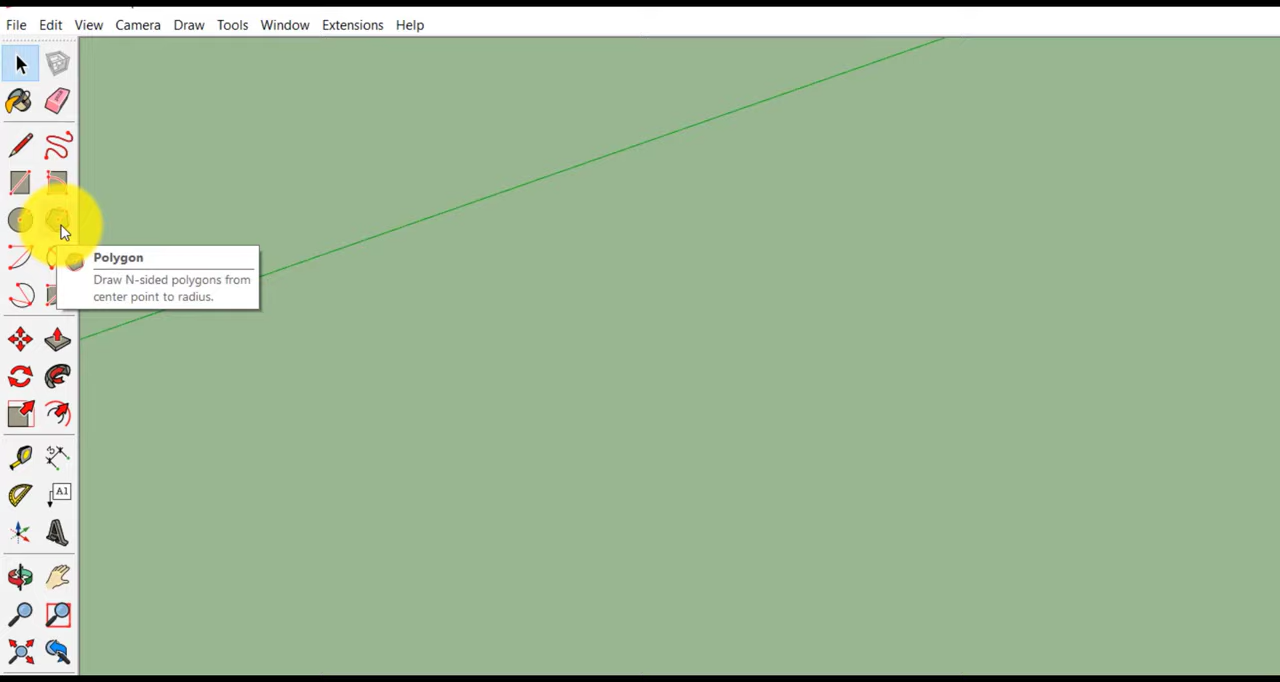 File Edit View Camera Draw Tools Window Extensions Help
Polygon
Draw N-sided polygons from
center point to radius.
A1